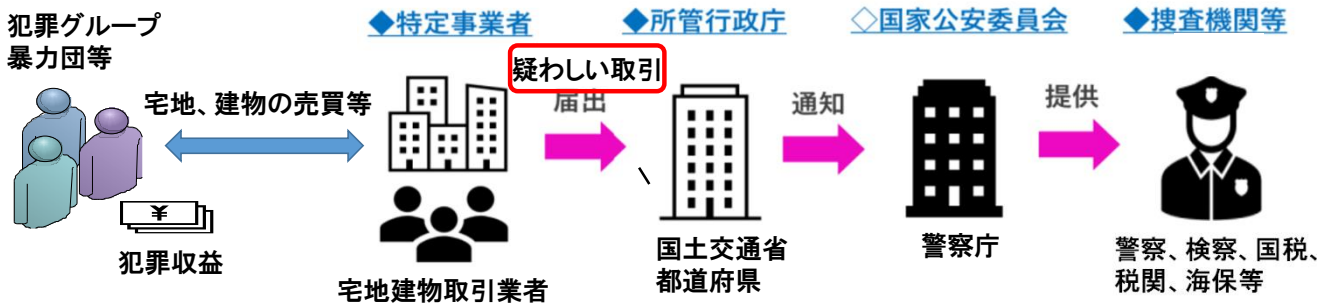 犯罪グループ
暴力団等
◆特定事業者
◆所管行政庁
◇国家公安委員会
◆捜査機関等
疑わしい取引
宅地、建物の売買等
届出
通知
提供
¥
犯罪収益
宅地建物取引業者
国土交通省
都道府県
警察庁
警察、検察、国税、
税関、海保等